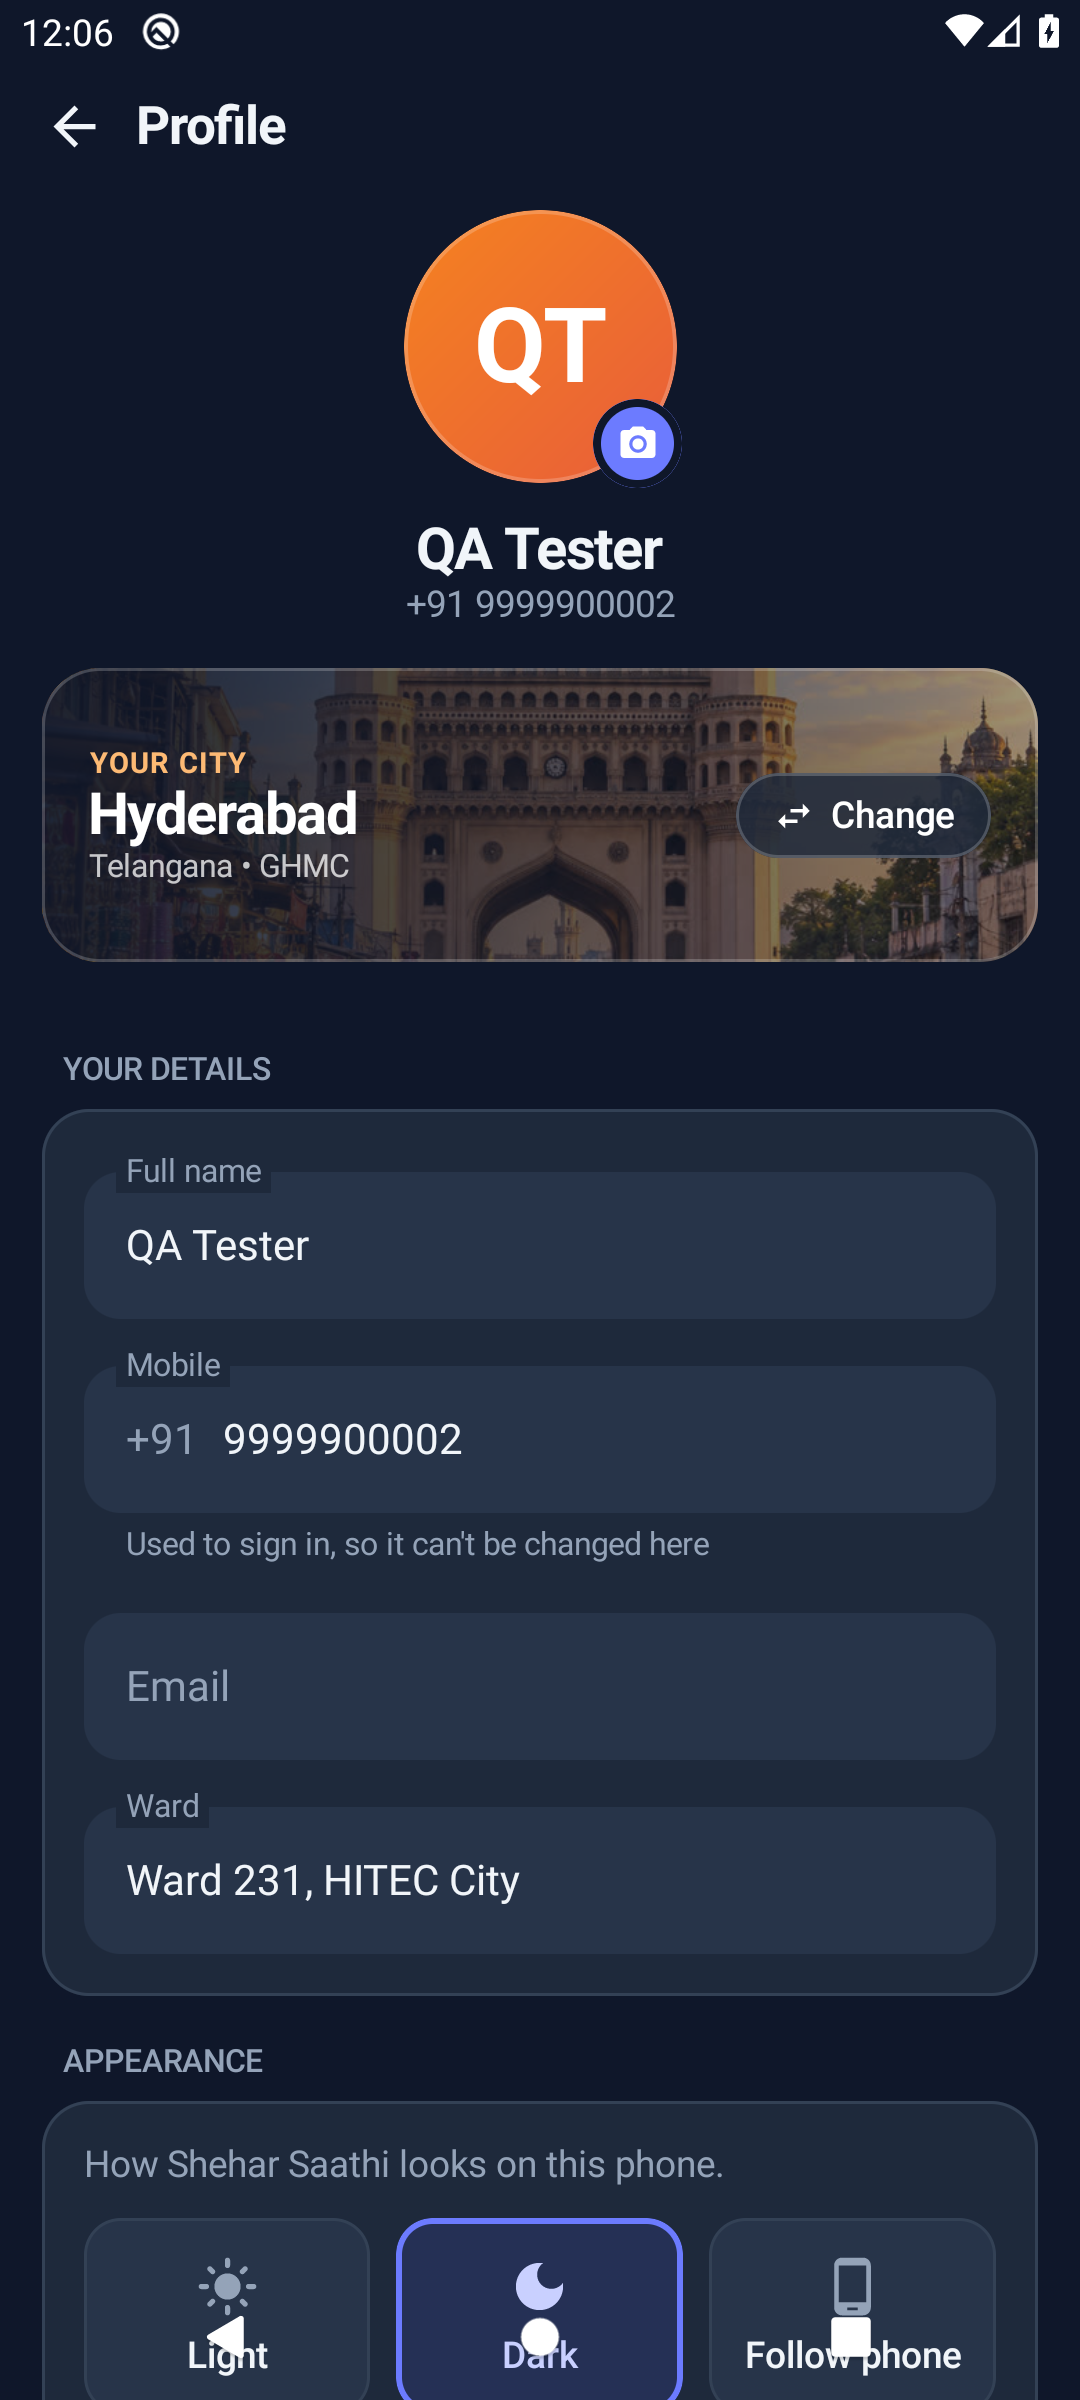 12:06
Profile
QT
QA Tester
+91 9999900002
YOUR CITY
Hyderabad
Telangana • GHMC
Change
YOUR DETAILS
Full name
QA Tester
Mobile
+91 9999900002
Used to sign in, so it can't be changed here
Email
Ward
Ward 231, HITEC City
APPEARANCE
How Shehar Saathi looks on this phone.
Light
Dark
Follow phone